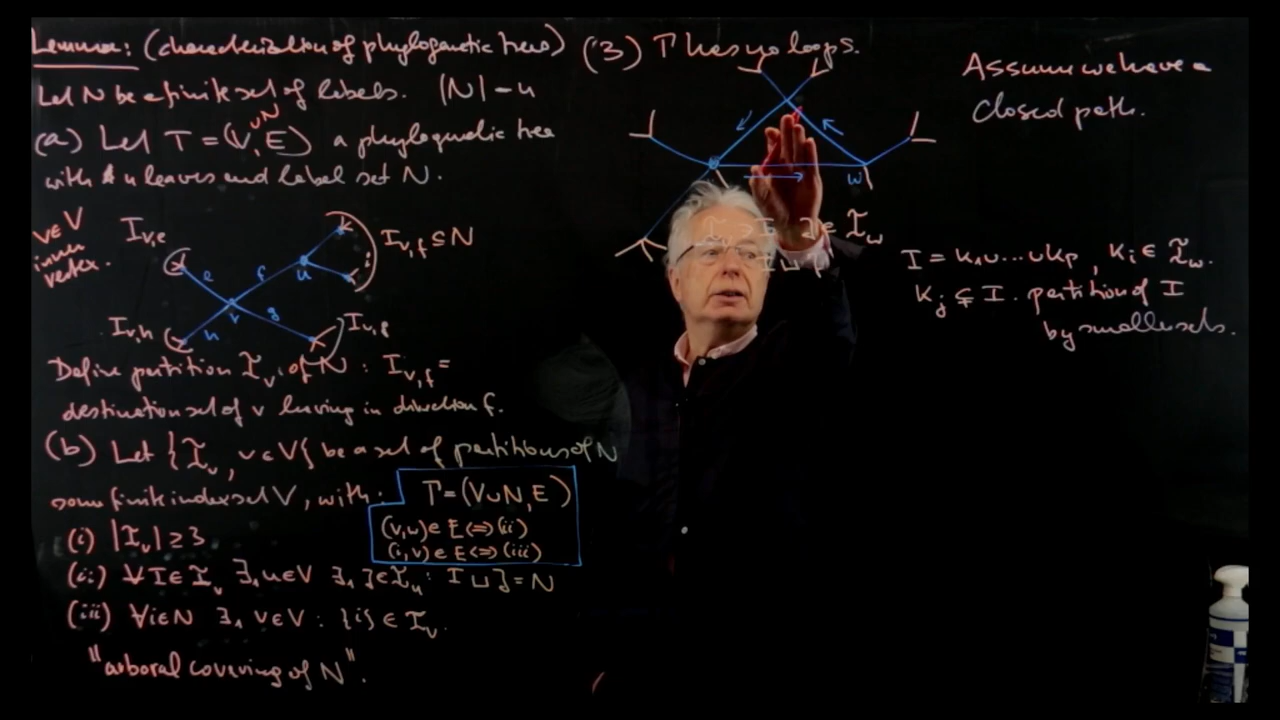 Lemma: (characterization of phylogenetic trees)
Let N be a finite set of labels. |N| = n
(a) Let T = (V∪N, E) a phylogenetic tree
with n leaves and label set N.
v∈V
inner
vertex.
I_{v,e}
I_{v,f} ⊆ N
e
f
u
k
i
v
h
g
I_{v,h}
I_{v,g}
Define partition I_v of N : I_{v,f} =
destination set of v leaving in direction f.
(b) Let {I_v, v∈V} be a set of partitions of N
some finite index set V, with:
T = (V∪N, E)
(v,u)∈E ⇔ (ii)
(i,v)∈E ⇔ (iii)
(i) |I_v| ≥ 3
(ii) ∀I∈I_v ∃₁u∈V ∃₁J∈I_u : I ⊔ J = N
(iii) ∀i∈N ∃₁ v∈V : {i} ∈ I_v.
"arboral covering of N".
(3) T has no loops.
w
J ∈ I_w
Assume we have a
closed path.
I = K₁∪...∪K_p, K_i ∈ I_w.
K_j ⊊ I. partition of I
by smaller sets.